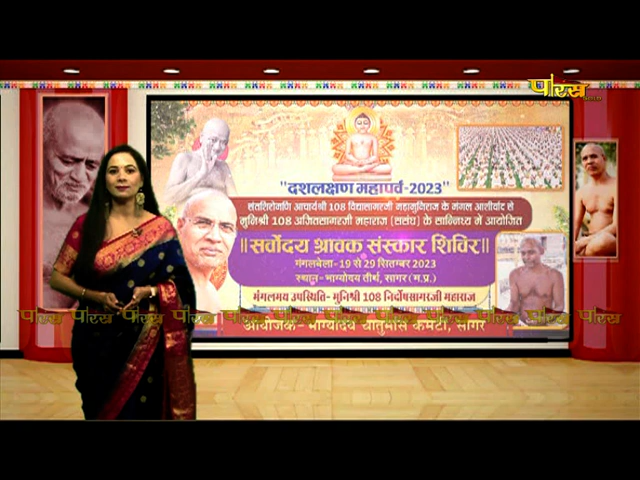 पारस
"दशलक्षण महापर्व-2023"
संतशिरोमणि आचार्यश्री 108 विद्यासागरजी महामुनिराज के मंगल आशीर्वाद से
मुनिश्री 108 अजितसागरजी महाराज (ससंघ) के सान्निध्य में आयोजित
॥सर्वोदय श्रावक संस्कार शिविर॥
मंगलबेला- 19 से 29 सितम्बर 2023
स्थान- भाग्योदय तीर्थ, सागर (म.प्र.)
मंगलमय उपस्थिति- मुनिश्री 108 निर्दोषसागरजी महाराज
पारस पारस पारस पारस पारस पारस पारस पारस पारस पारस
आयोजक- भाग्योदय चातुर्मास कमेटी, सागर